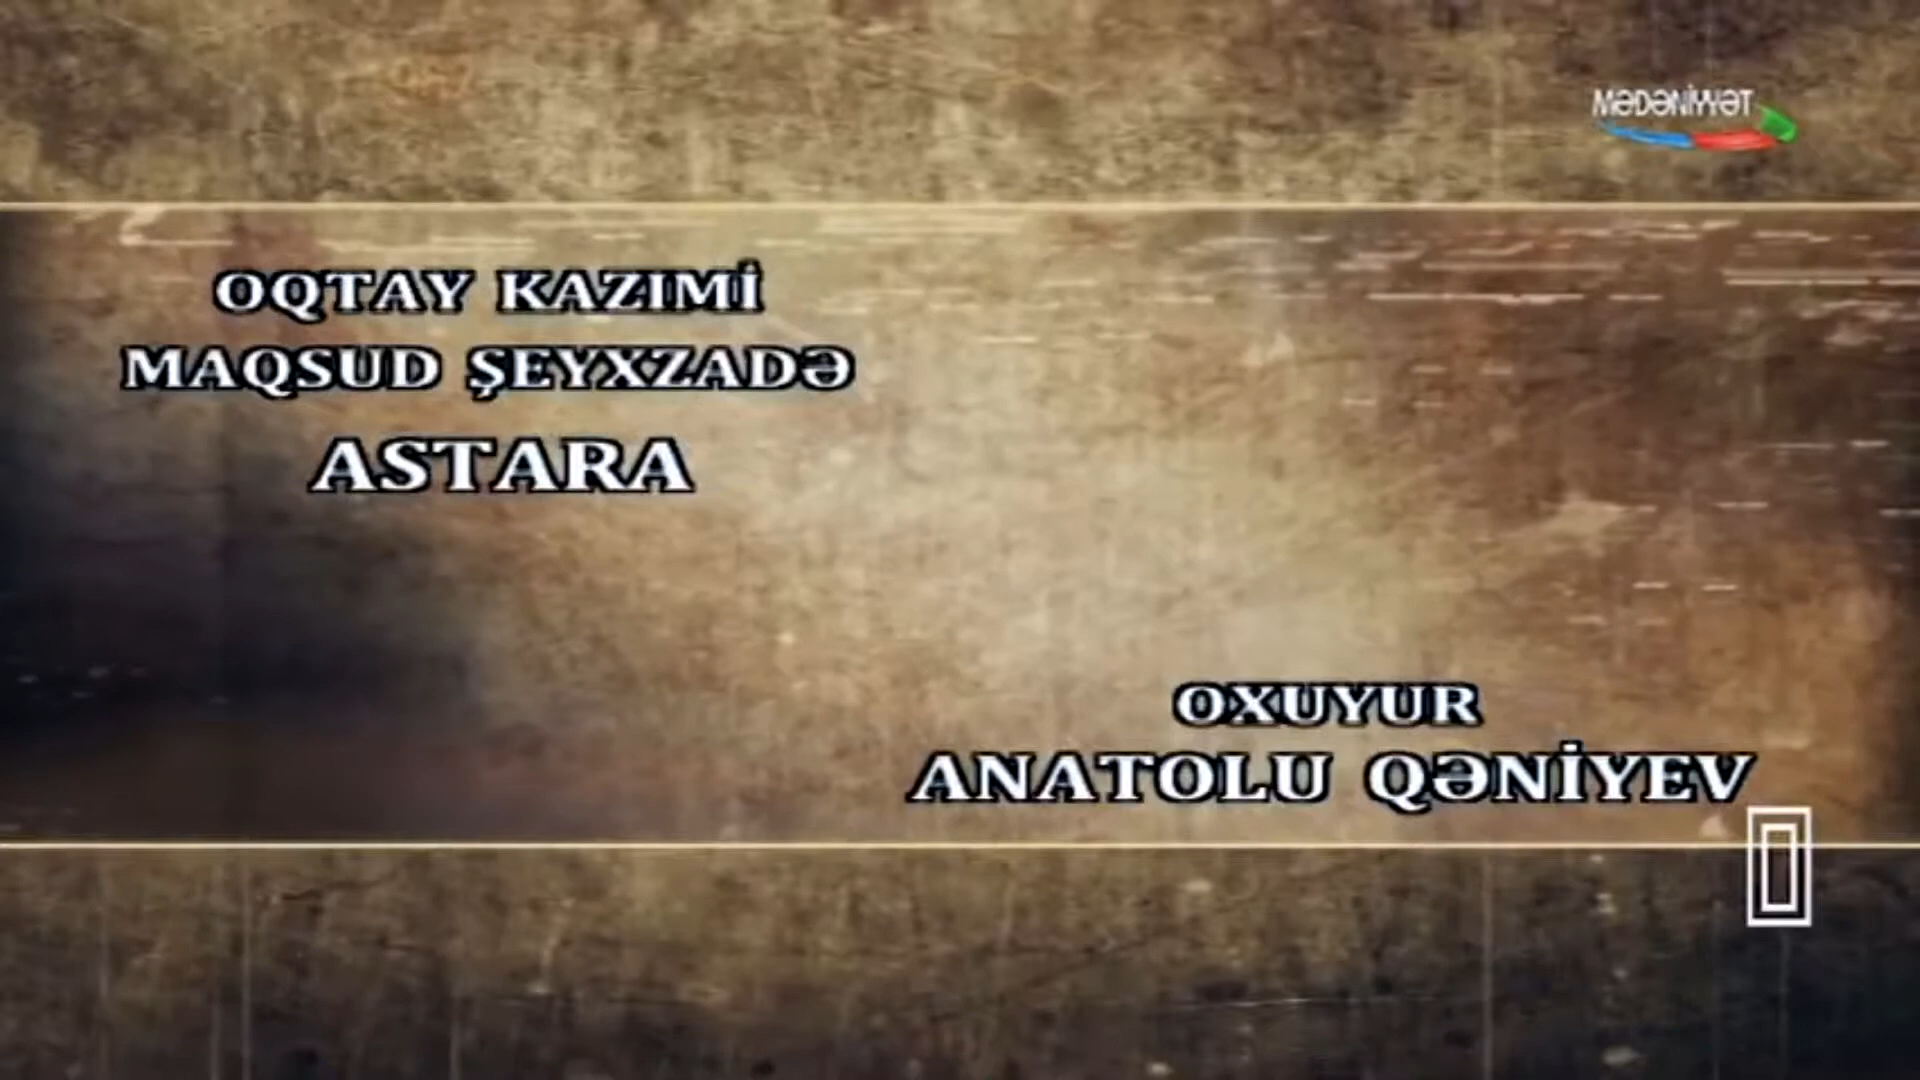 MƏDƏNİYYƏT
OQTAY KAZIMİ
MAQSUD ŞEYXZADƏ
ASTARA
OXUYUR
ANATOLU QƏNİYEV